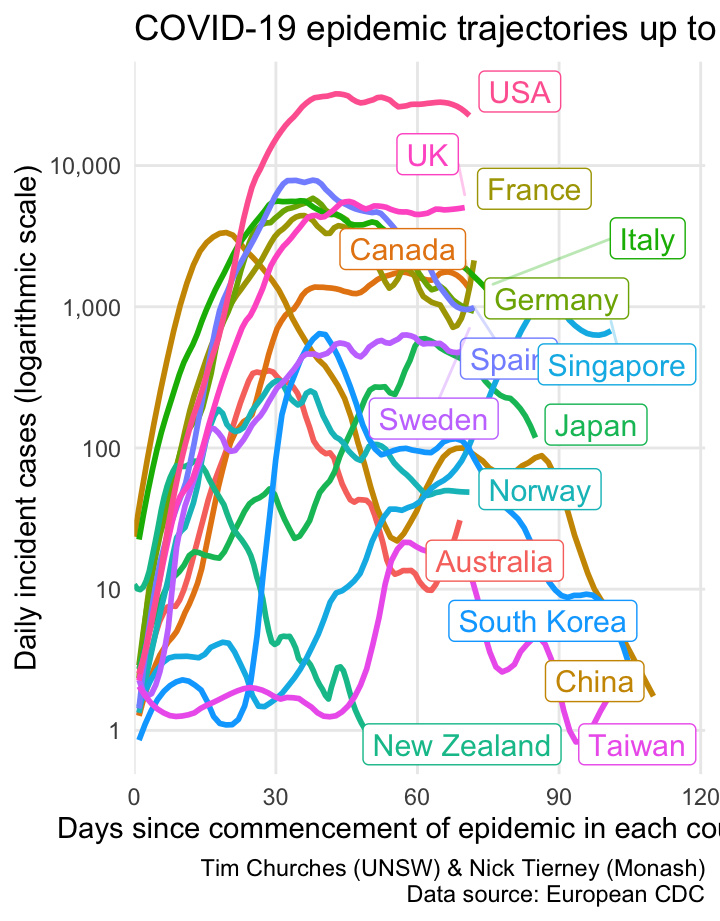 COVID-19 epidemic trajectories up to
USA
UK
10,000
France
Italy
Canada
Germany
1,000
Spain
Singapore
Sweden
Japan
100
Norway
Australia
10
South Korea
China
1
New Zealand
Taiwan
Daily incident cases (logarithmic scale)
0 30 60 90 120
Days since commencement of epidemic in each cou
Tim Churches (UNSW) & Nick Tierney (Monash)
Data source: European CDC